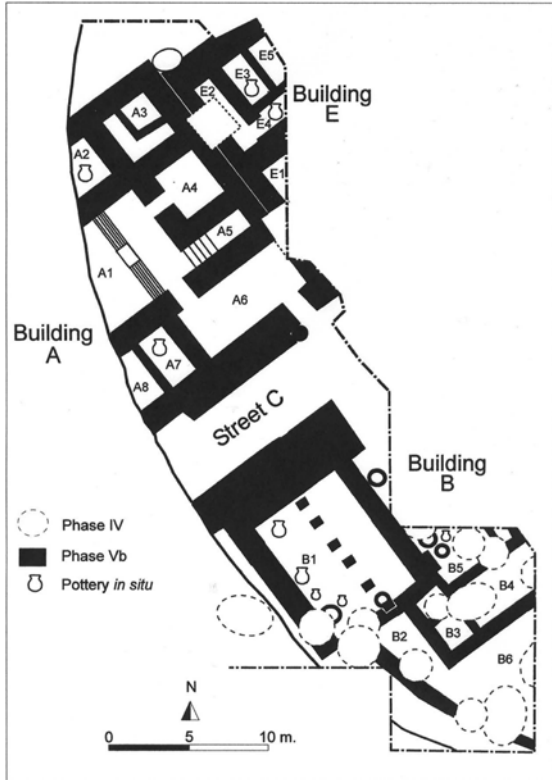 E5
E3
E2
Building
E
A3
E4
A2
E1
A4
A5
A1
A6
Building
A
A7
A8
Street C
Building
B
Phase IV
Phase Vb
Pottery in situ
B1
B5
B4
B3
B2
B6
N
0 5 10 m.